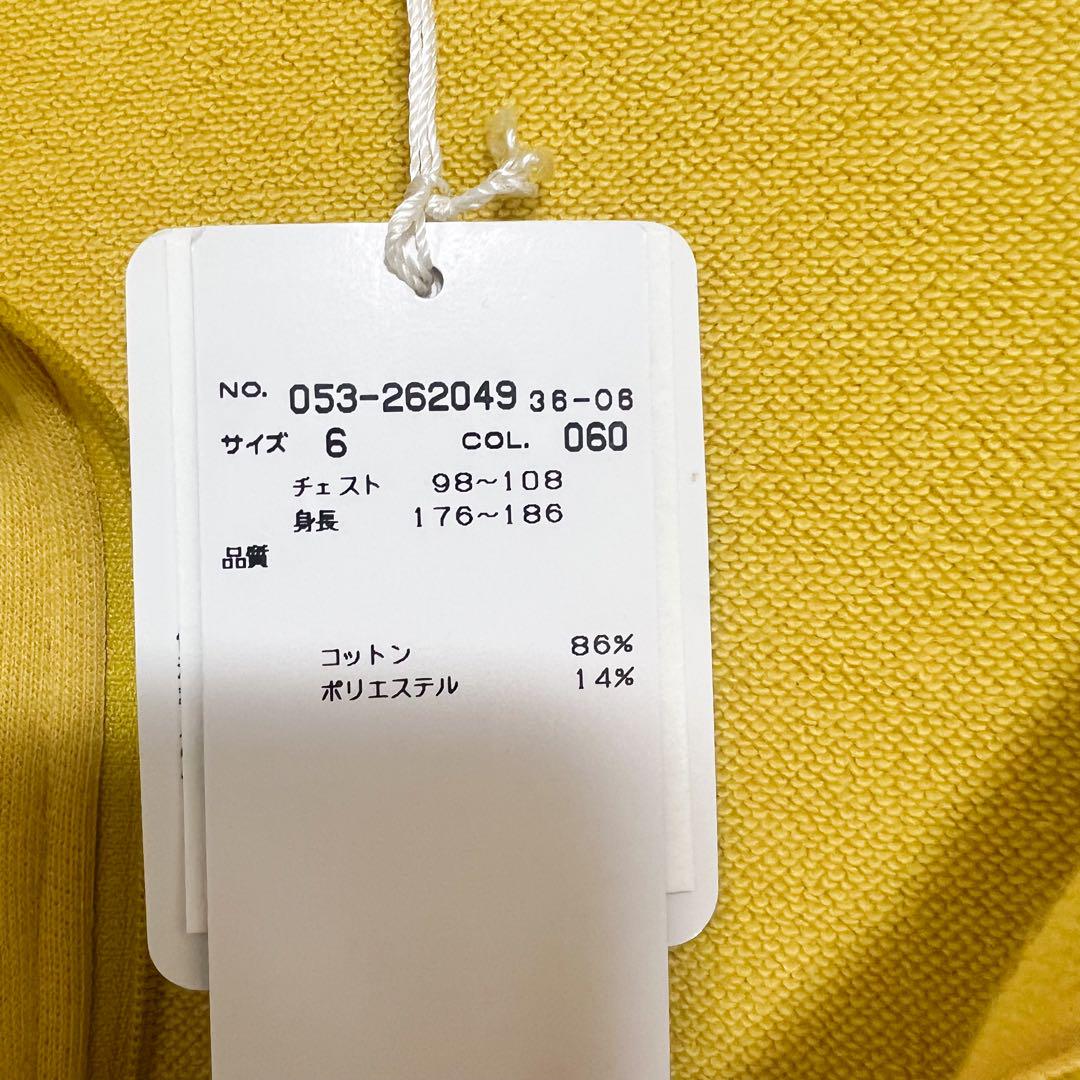 NO. 053-262049 36-06
サイズ 6 COL. 060
チェスト 98~108
身長 176~186
品質
コットン 86%
ポリエステル 14%